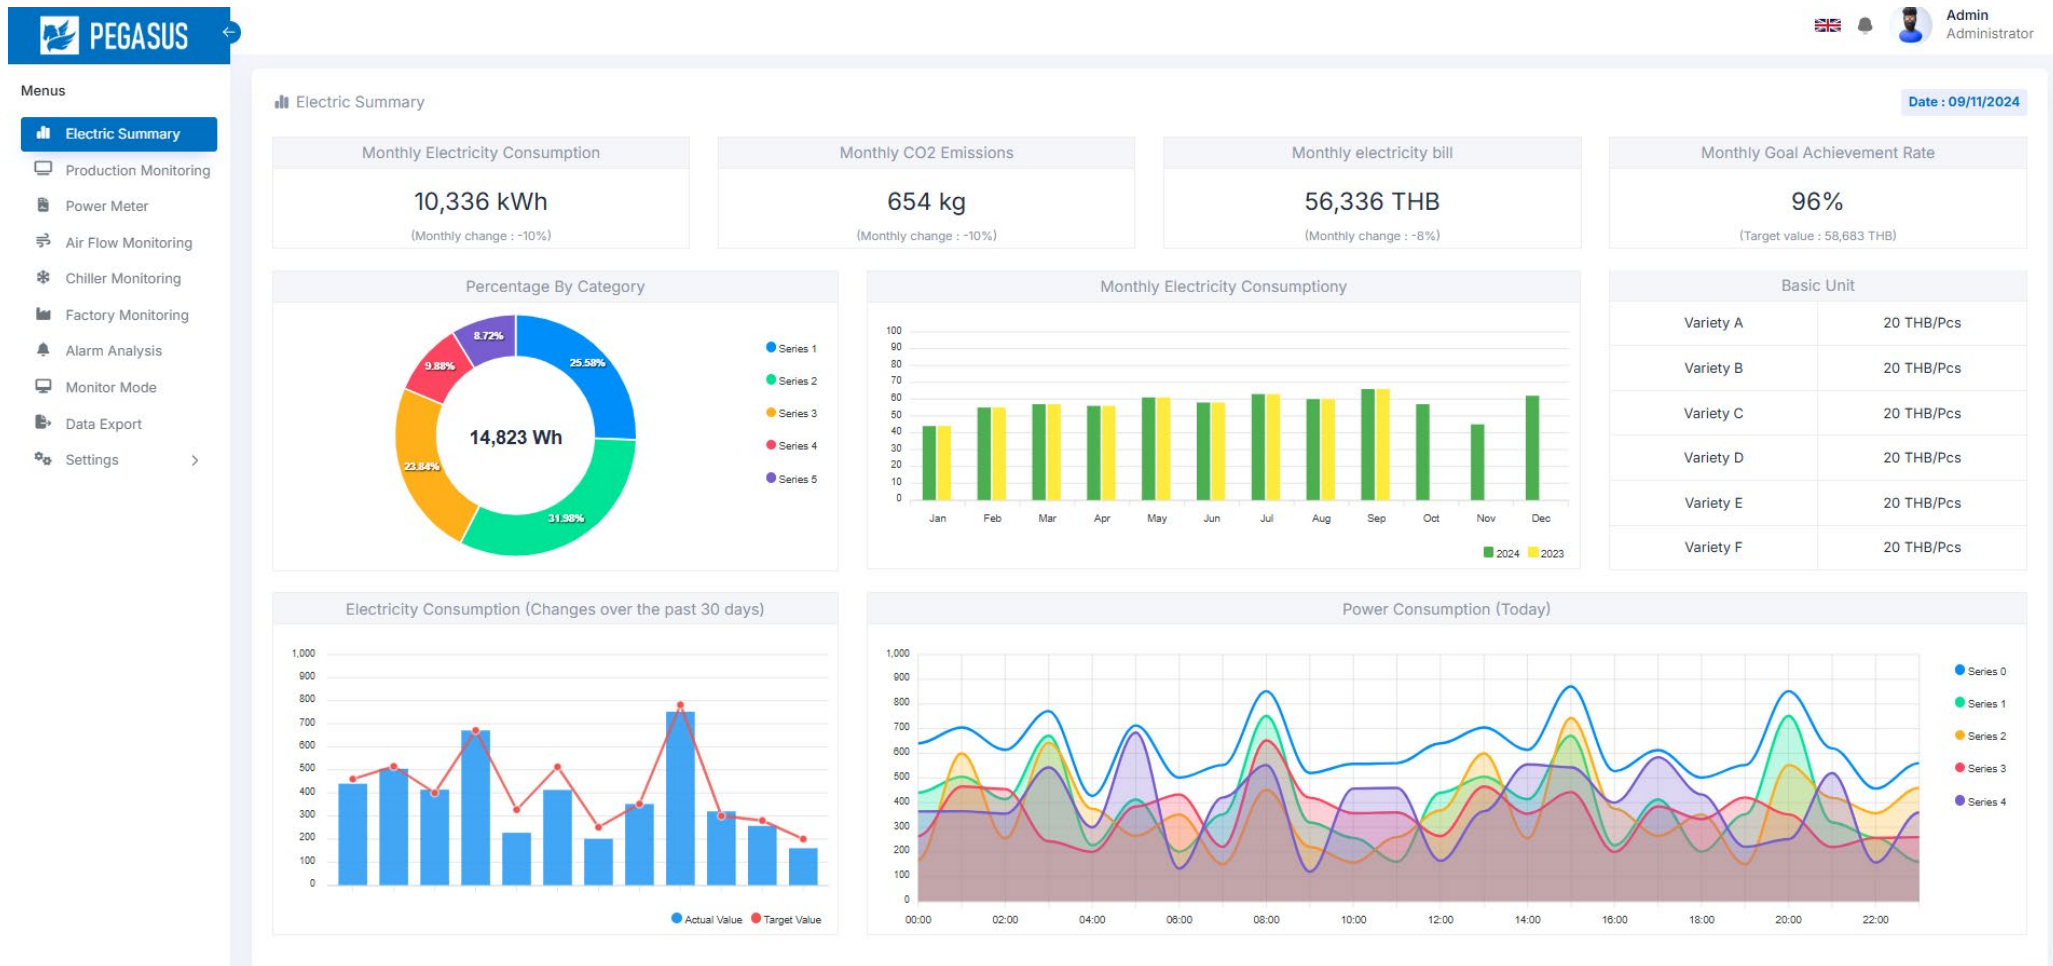 PEGASUS
Admin
Administrator
Menus
Electric Summary
Production Monitoring
Power Meter
Air Flow Monitoring
Chiller Monitoring
Factory Monitoring
Alarm Analysis
Monitor Mode
Data Export
Settings
Electric Summary
Date : 09/11/2024
Monthly Electricity Consumption
10,336 kWh
(Monthly change : -10%)
Monthly CO2 Emissions
654 kg
(Monthly change : -10%)
Monthly electricity bill
56,336 THB
(Monthly change : -8%)
Monthly Goal Achievement Rate
96%
(Target value : 58,683 THB)
Percentage By Category
8.72%
25.58%
9.88%
23.84%
31.98%
14,823 Wh
Series 1
Series 2
Series 3
Series 4
Series 5
Monthly Electricity Consumptiony
100
90
80
70
60
50
40
30
20
10
0
Jan Feb Mar Apr May Jun Jul Aug Sep Oct Nov Dec
2024 2023
Basic Unit
Variety A 20 THB/Pcs
Variety B 20 THB/Pcs
Variety C 20 THB/Pcs
Variety D 20 THB/Pcs
Variety E 20 THB/Pcs
Variety F 20 THB/Pcs
Electricity Consumption (Changes over the past 30 days)
1,000
900
800
700
600
500
400
300
200
100
0
Actual Value Target Value
Power Consumption (Today)
1,000
900
800
700
600
500
400
300
200
100
0
00:00 02:00 04:00 06:00 08:00 10:00 12:00 14:00 16:00 18:00 20:00 22:00
Series 0
Series 1
Series 2
Series 3
Series 4